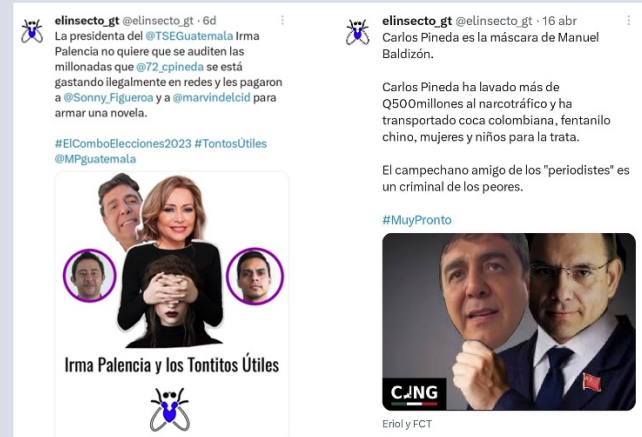 elinsecto_gt @elinsecto_gt · 6d
La presidenta del @TSEGuatemala Irma
Palencia no quiere que se auditen las
millonadas que @72_cpineda se está
gastando ilegalmente en redes y les pagaron
a @Sonny_Figueroa y a @marvindelcid para
armar una novela.
#ElComboElecciones2023 #TontosÚtiles
@MPguatemala
Irma Palencia y los Tontitos Útiles
elinsecto_gt @elinsecto_gt · 16 abr
Carlos Pineda es la máscara de Manuel
Baldizón.
Carlos Pineda ha lavado más de
Q500millones al narcotráfico y ha
transportado coca colombiana, fentanilo
chino, mujeres y niños para la trata.
El campechano amigo de los "periodistes" es
un criminal de los peores.
#MuyPronto
CJNG
Eriol y FCT